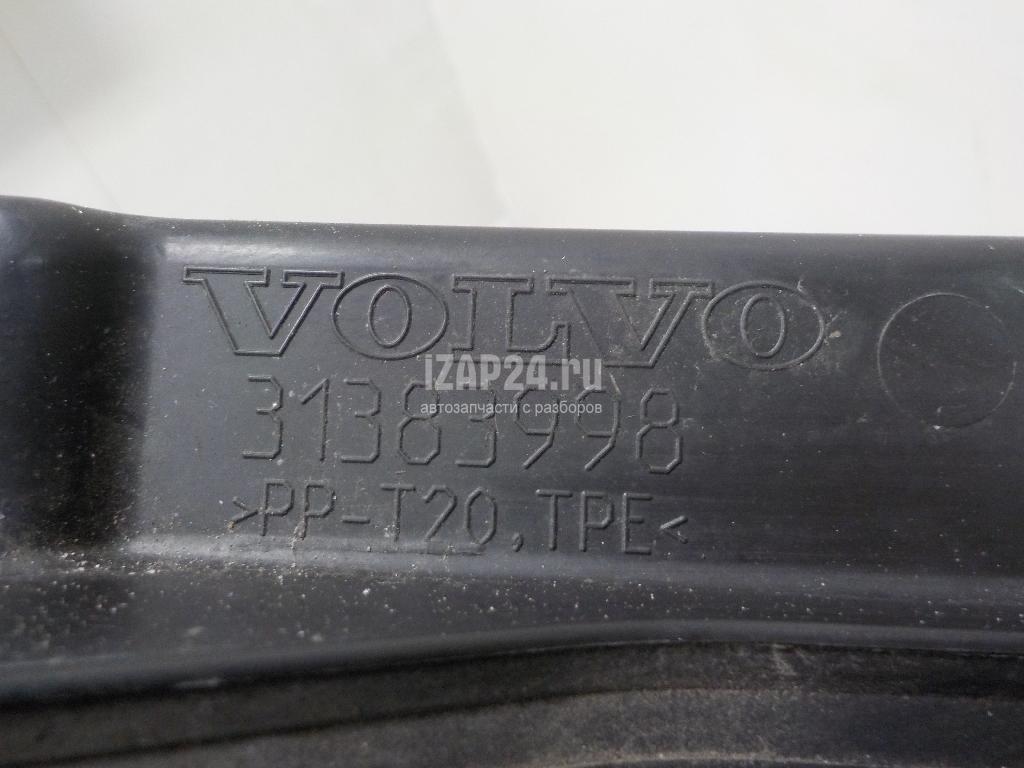 VOLVO
iZAP24.ru
31383998
автозапчасти с разборов
>PP-T20,TPE<